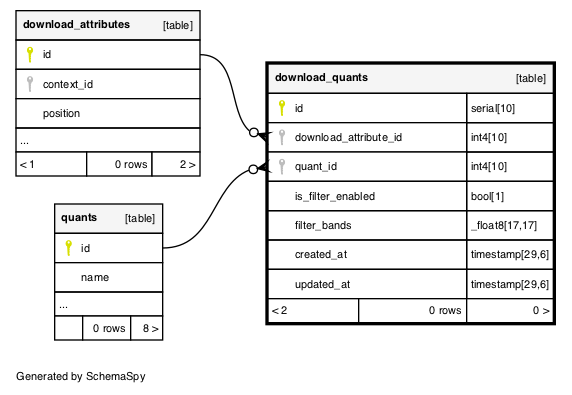 download_attributes [table]
id
context_id
position
...
< 1 0 rows 2 >
download_quants [table]
id serial[10]
download_attribute_id int4[10]
quant_id int4[10]
is_filter_enabled bool[1]
filter_bands _float8[17,17]
created_at timestamp[29,6]
updated_at timestamp[29,6]
< 2 0 rows 0 >
quants [table]
id
name
...
0 rows 8 >
Generated by SchemaSpy